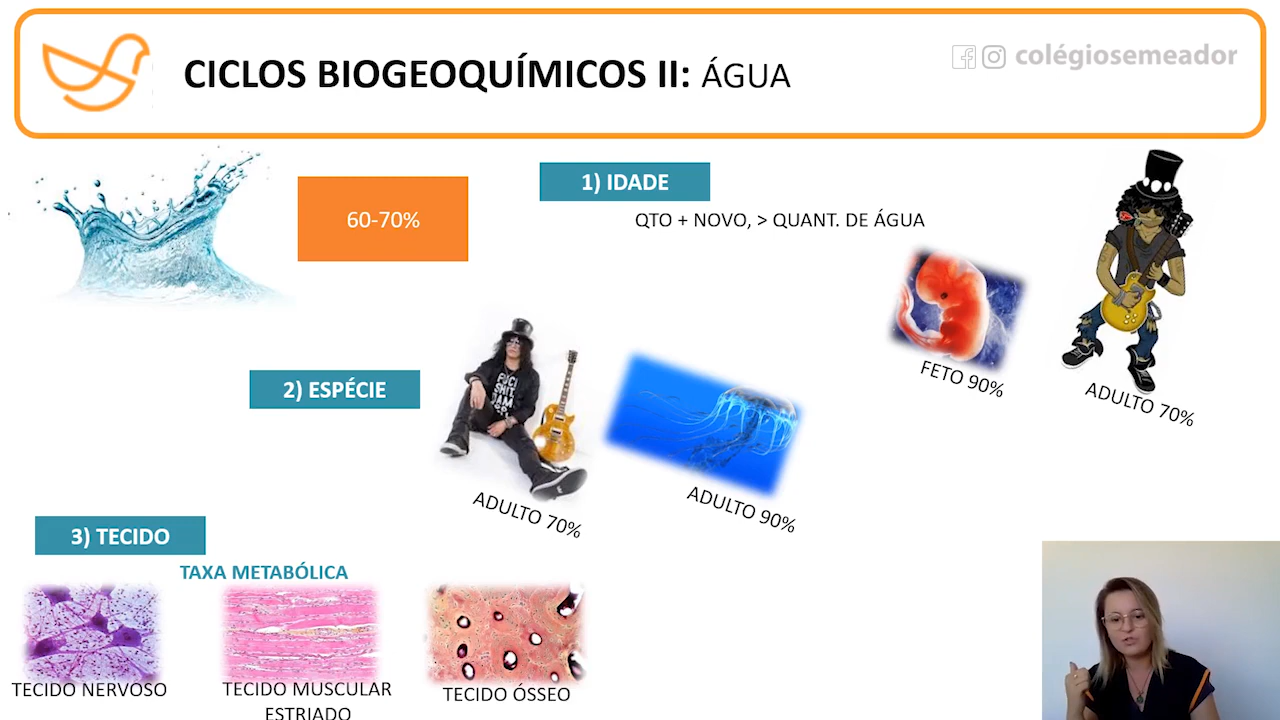 CICLOS BIOGEOQUÍMICOS II: ÁGUA
colégiosemeador
60-70%
1) IDADE
QTO + NOVO, > QUANT. DE ÁGUA
FETO 90%
ADULTO 70%
2) ESPÉCIE
ADULTO 70%
ADULTO 90%
3) TECIDO
TAXA METABÓLICA
TECIDO NERVOSO
TECIDO MUSCULAR
ESTRIADO
TECIDO ÓSSEO